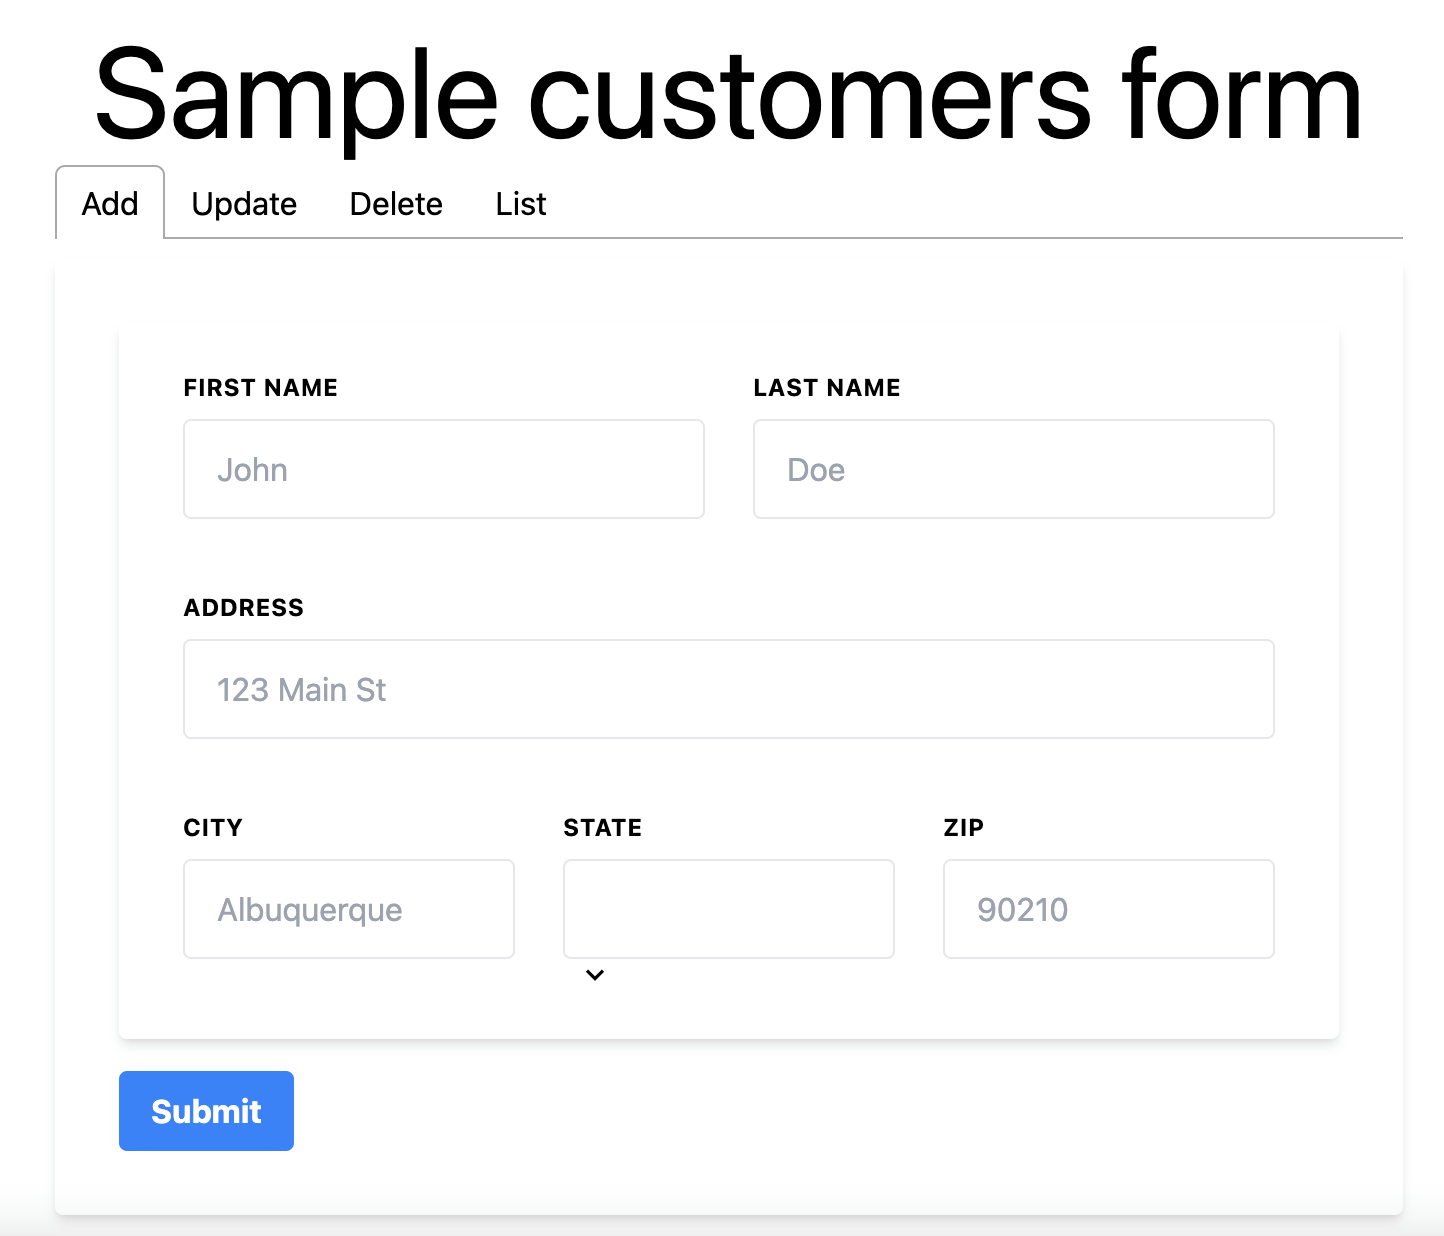 Sample customers form
Add Update Delete List
FIRST NAME LAST NAME
John Doe
ADDRESS
123 Main St
CITY STATE ZIP
Albuquerque 90210
Submit